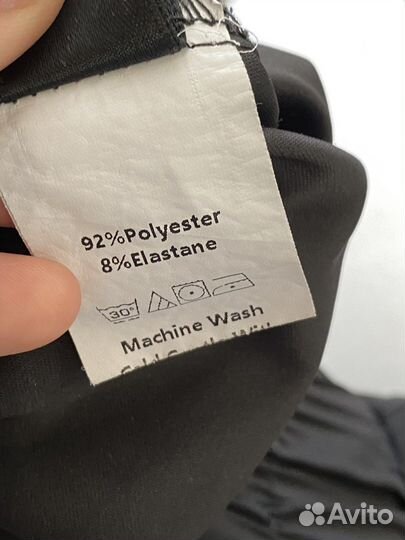 92%Polyester
8%Elastane
30°
Machine Wash
Avito